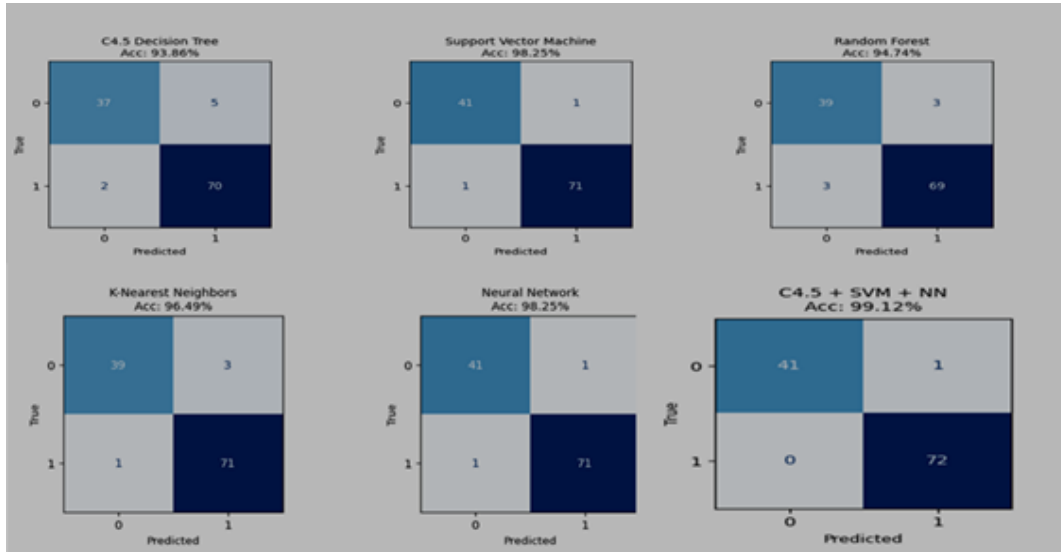 C4.5 Decision Tree
Acc: 93.86%
0
37
5
True
1
2
70
0
1
Predicted
Support Vector Machine
Acc: 98.25%
0
41
1
True
1
1
71
0
1
Predicted
Random Forest
Acc: 94.74%
0
39
3
True
1
3
69
0
1
Predicted
K-Nearest Neighbors
Acc: 96.49%
0
39
3
True
1
1
71
0
1
Predicted
Neural Network
Acc: 98.25%
0
41
1
True
1
1
71
0
1
Predicted
C4.5 + SVM + NN
Acc: 99.12%
0
41
1
True
1
0
72
0
1
Predicted